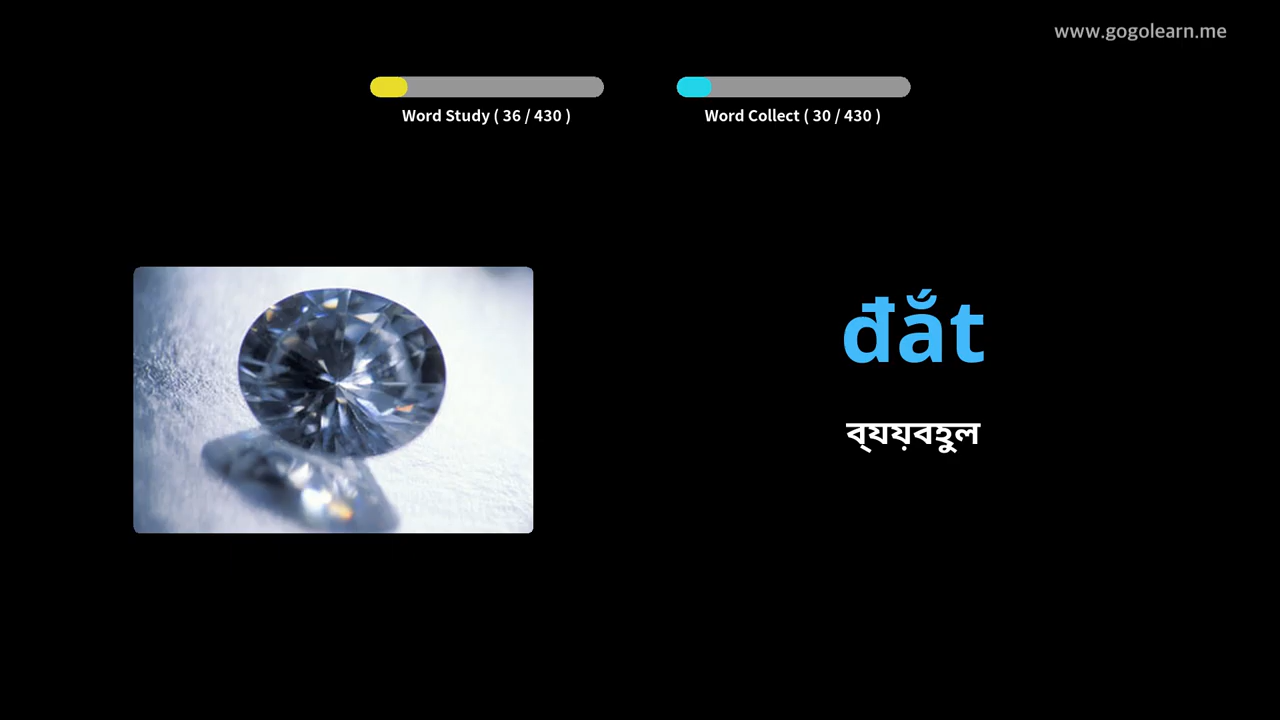 www.gogolearn.me
Word Study ( 36 / 430 )
Word Collect ( 30 / 430 )
đắt
ব্যয়বহুল